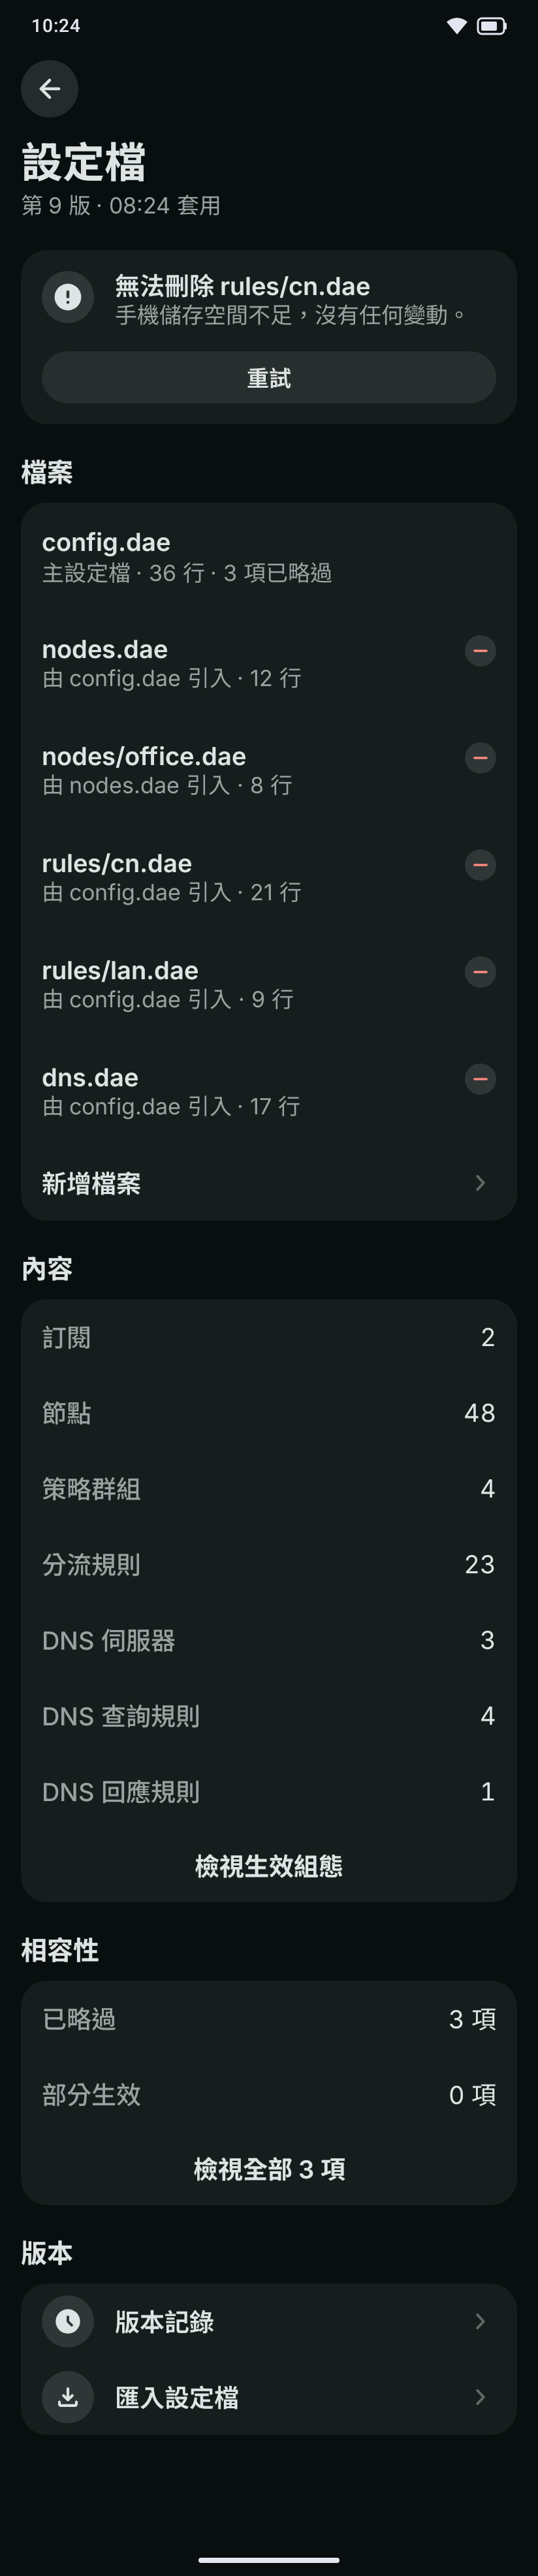 10:24
設定檔
第 9 版 · 08:24 套用
無法刪除 rules/cn.dae
手機儲存空間不足，沒有任何變動。
重試
檔案
config.dae
主設定檔 · 36 行 · 3 項已略過
nodes.dae
由 config.dae 引入 · 12 行
nodes/office.dae
由 nodes.dae 引入 · 8 行
rules/cn.dae
由 config.dae 引入 · 21 行
rules/lan.dae
由 config.dae 引入 · 9 行
dns.dae
由 config.dae 引入 · 17 行
新增檔案
內容
訂閱 2
節點 48
策略群組 4
分流規則 23
DNS 伺服器 3
DNS 查詢規則 4
DNS 回應規則 1
檢視生效組態
相容性
已略過 3 項
部分生效 0 項
檢視全部 3 項
版本
版本記錄
匯入設定檔